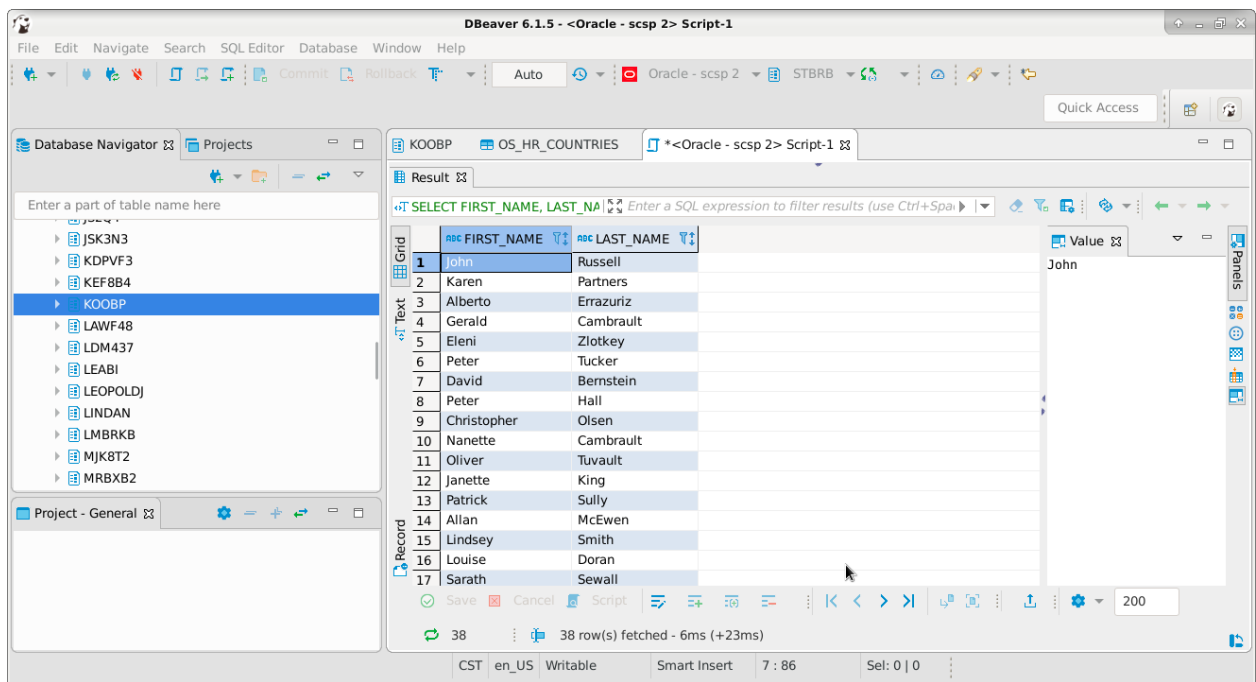 DBeaver 6.1.5 - <Oracle - scsp 2> Script-1
File Edit Navigate Search SQL Editor Database Window Help
Commit Rollback Auto Oracle - scsp 2 STBRB
Quick Access
Database Navigator Projects
Enter a part of table name here
JSK3N3
KDPVF3
KEF8B4
KOOBP
LAWF48
LDM437
LEABI
LEOPOLDJ
LINDAN
LMBRKB
MJK8T2
MRBXB2
Project - General
KOOBP OS_HR_COUNTRIES *<Oracle - scsp 2> Script-1
Result
SELECT FIRST_NAME, LAST_NA Enter a SQL expression to filter results (use Ctrl+Spa
Grid
Text
Record
ABC FIRST_NAME ABC LAST_NAME
1 John Russell
2 Karen Partners
3 Alberto Errazuriz
4 Gerald Cambrault
5 Eleni Zlotkey
6 Peter Tucker
7 David Bernstein
8 Peter Hall
9 Christopher Olsen
10 Nanette Cambrault
11 Oliver Tuvault
12 Janette King
13 Patrick Sully
14 Allan McEwen
15 Lindsey Smith
16 Louise Doran
17 Sarath Sewall
Value
John
Panels
Save Cancel Script 200
38 38 row(s) fetched - 6ms (+23ms)
CST en_US Writable Smart Insert 7 : 86 Sel: 0 | 0